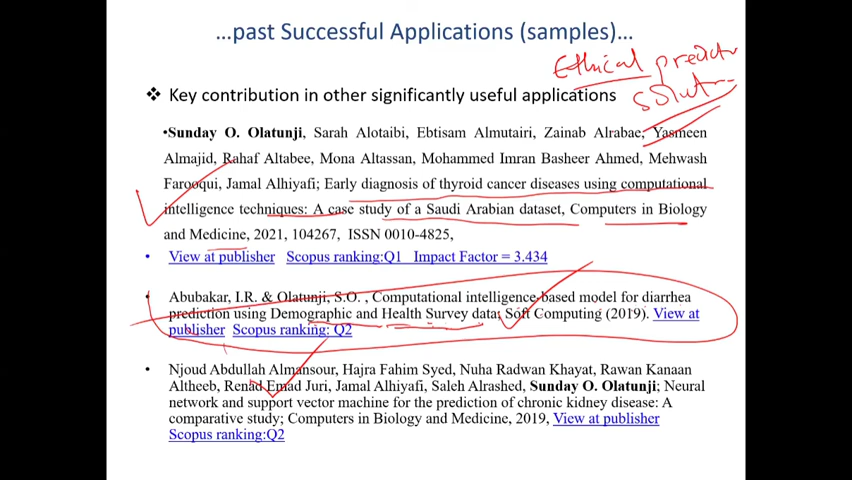 …past Successful Applications (samples)…
Ethical predictr
solut
❖ Key contribution in other significantly useful applications
•Sunday O. Olatunji, Sarah Alotaibi, Ebtisam Almutairi, Zainab Alrabae, Yasmeen
Almajid, Rahaf Altabee, Mona Altassan, Mohammed Imran Basheer Ahmed, Mehwash
Farooqui, Jamal Alhiyafi; Early diagnosis of thyroid cancer diseases using computational
intelligence techniques: A case study of a Saudi Arabian dataset, Computers in Biology
and Medicine, 2021, 104267, ISSN 0010-4825,
• View at publisher Scopus ranking:Q1 Impact Factor = 3.434
• Abubakar, I.R. & Olatunji, S.O. , Computational intelligence-based model for diarrhea
prediction using Demographic and Health Survey data; Soft Computing (2019). View at
publisher Scopus ranking: Q2
• Njoud Abdullah Almansour, Hajra Fahim Syed, Nuha Radwan Khayat, Rawan Kanaan
Altheeb, Renad Emad Juri, Jamal Alhiyafi, Saleh Alrashed, Sunday O. Olatunji; Neural
network and support vector machine for the prediction of chronic kidney disease: A
comparative study; Computers in Biology and Medicine, 2019, View at publisher
Scopus ranking:Q2